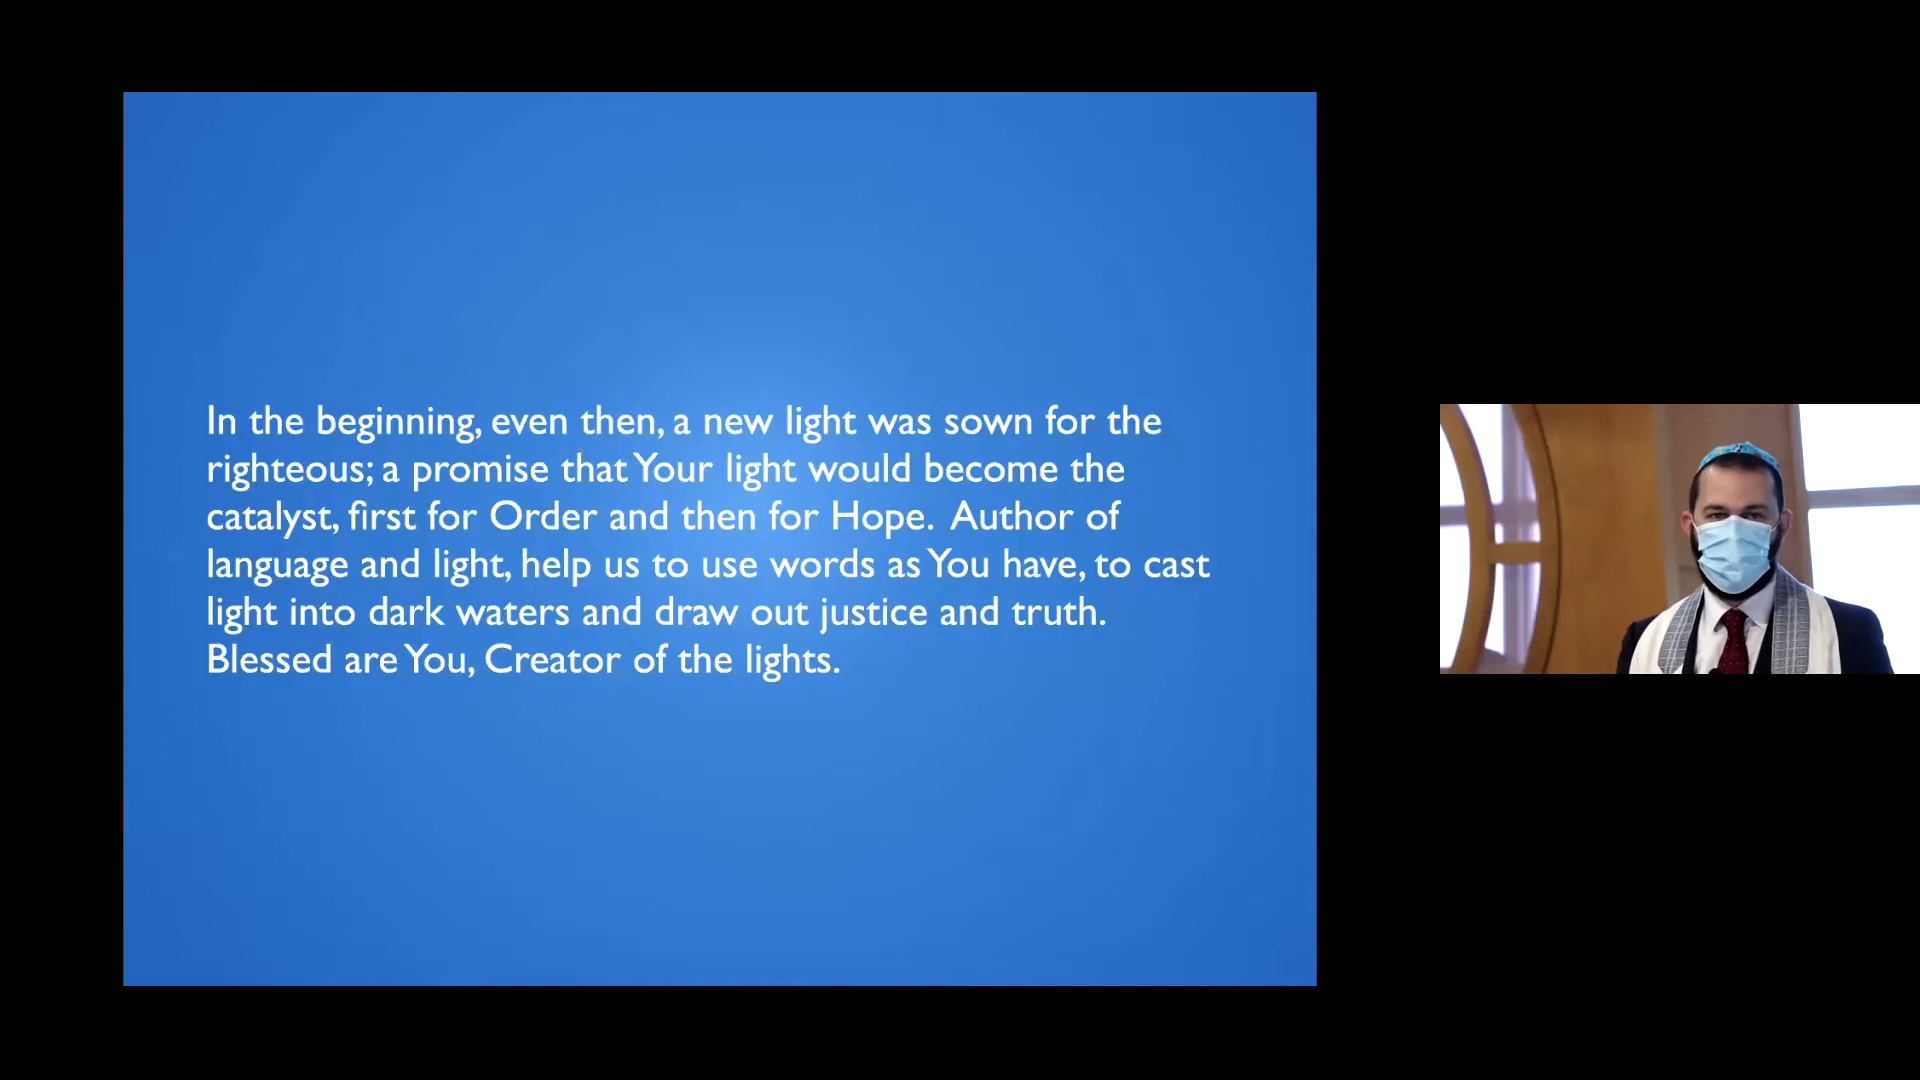 In the beginning, even then, a new light was sown for the
righteous; a promise that Your light would become the
catalyst, first for Order and then for Hope.  Author of
language and light, help us to use words as You have, to cast
light into dark waters and draw out justice and truth.
Blessed are You, Creator of the lights.